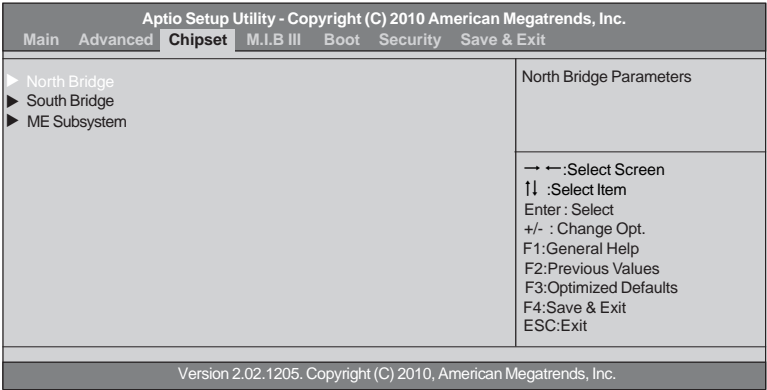 Aptio Setup Utility - Copyright (C) 2010 American Megatrends, Inc.
Main Advanced Chipset M.I.B III Boot Security Save & Exit
North Bridge
South Bridge
ME Subsystem
North Bridge Parameters
→ ←:Select Screen
↑↓ :Select Item
Enter : Select
+/- : Change Opt.
F1:General Help
F2:Previous Values
F3:Optimized Defaults
F4:Save & Exit
ESC:Exit
Version 2.02.1205. Copyright (C) 2010, American Megatrends, Inc.